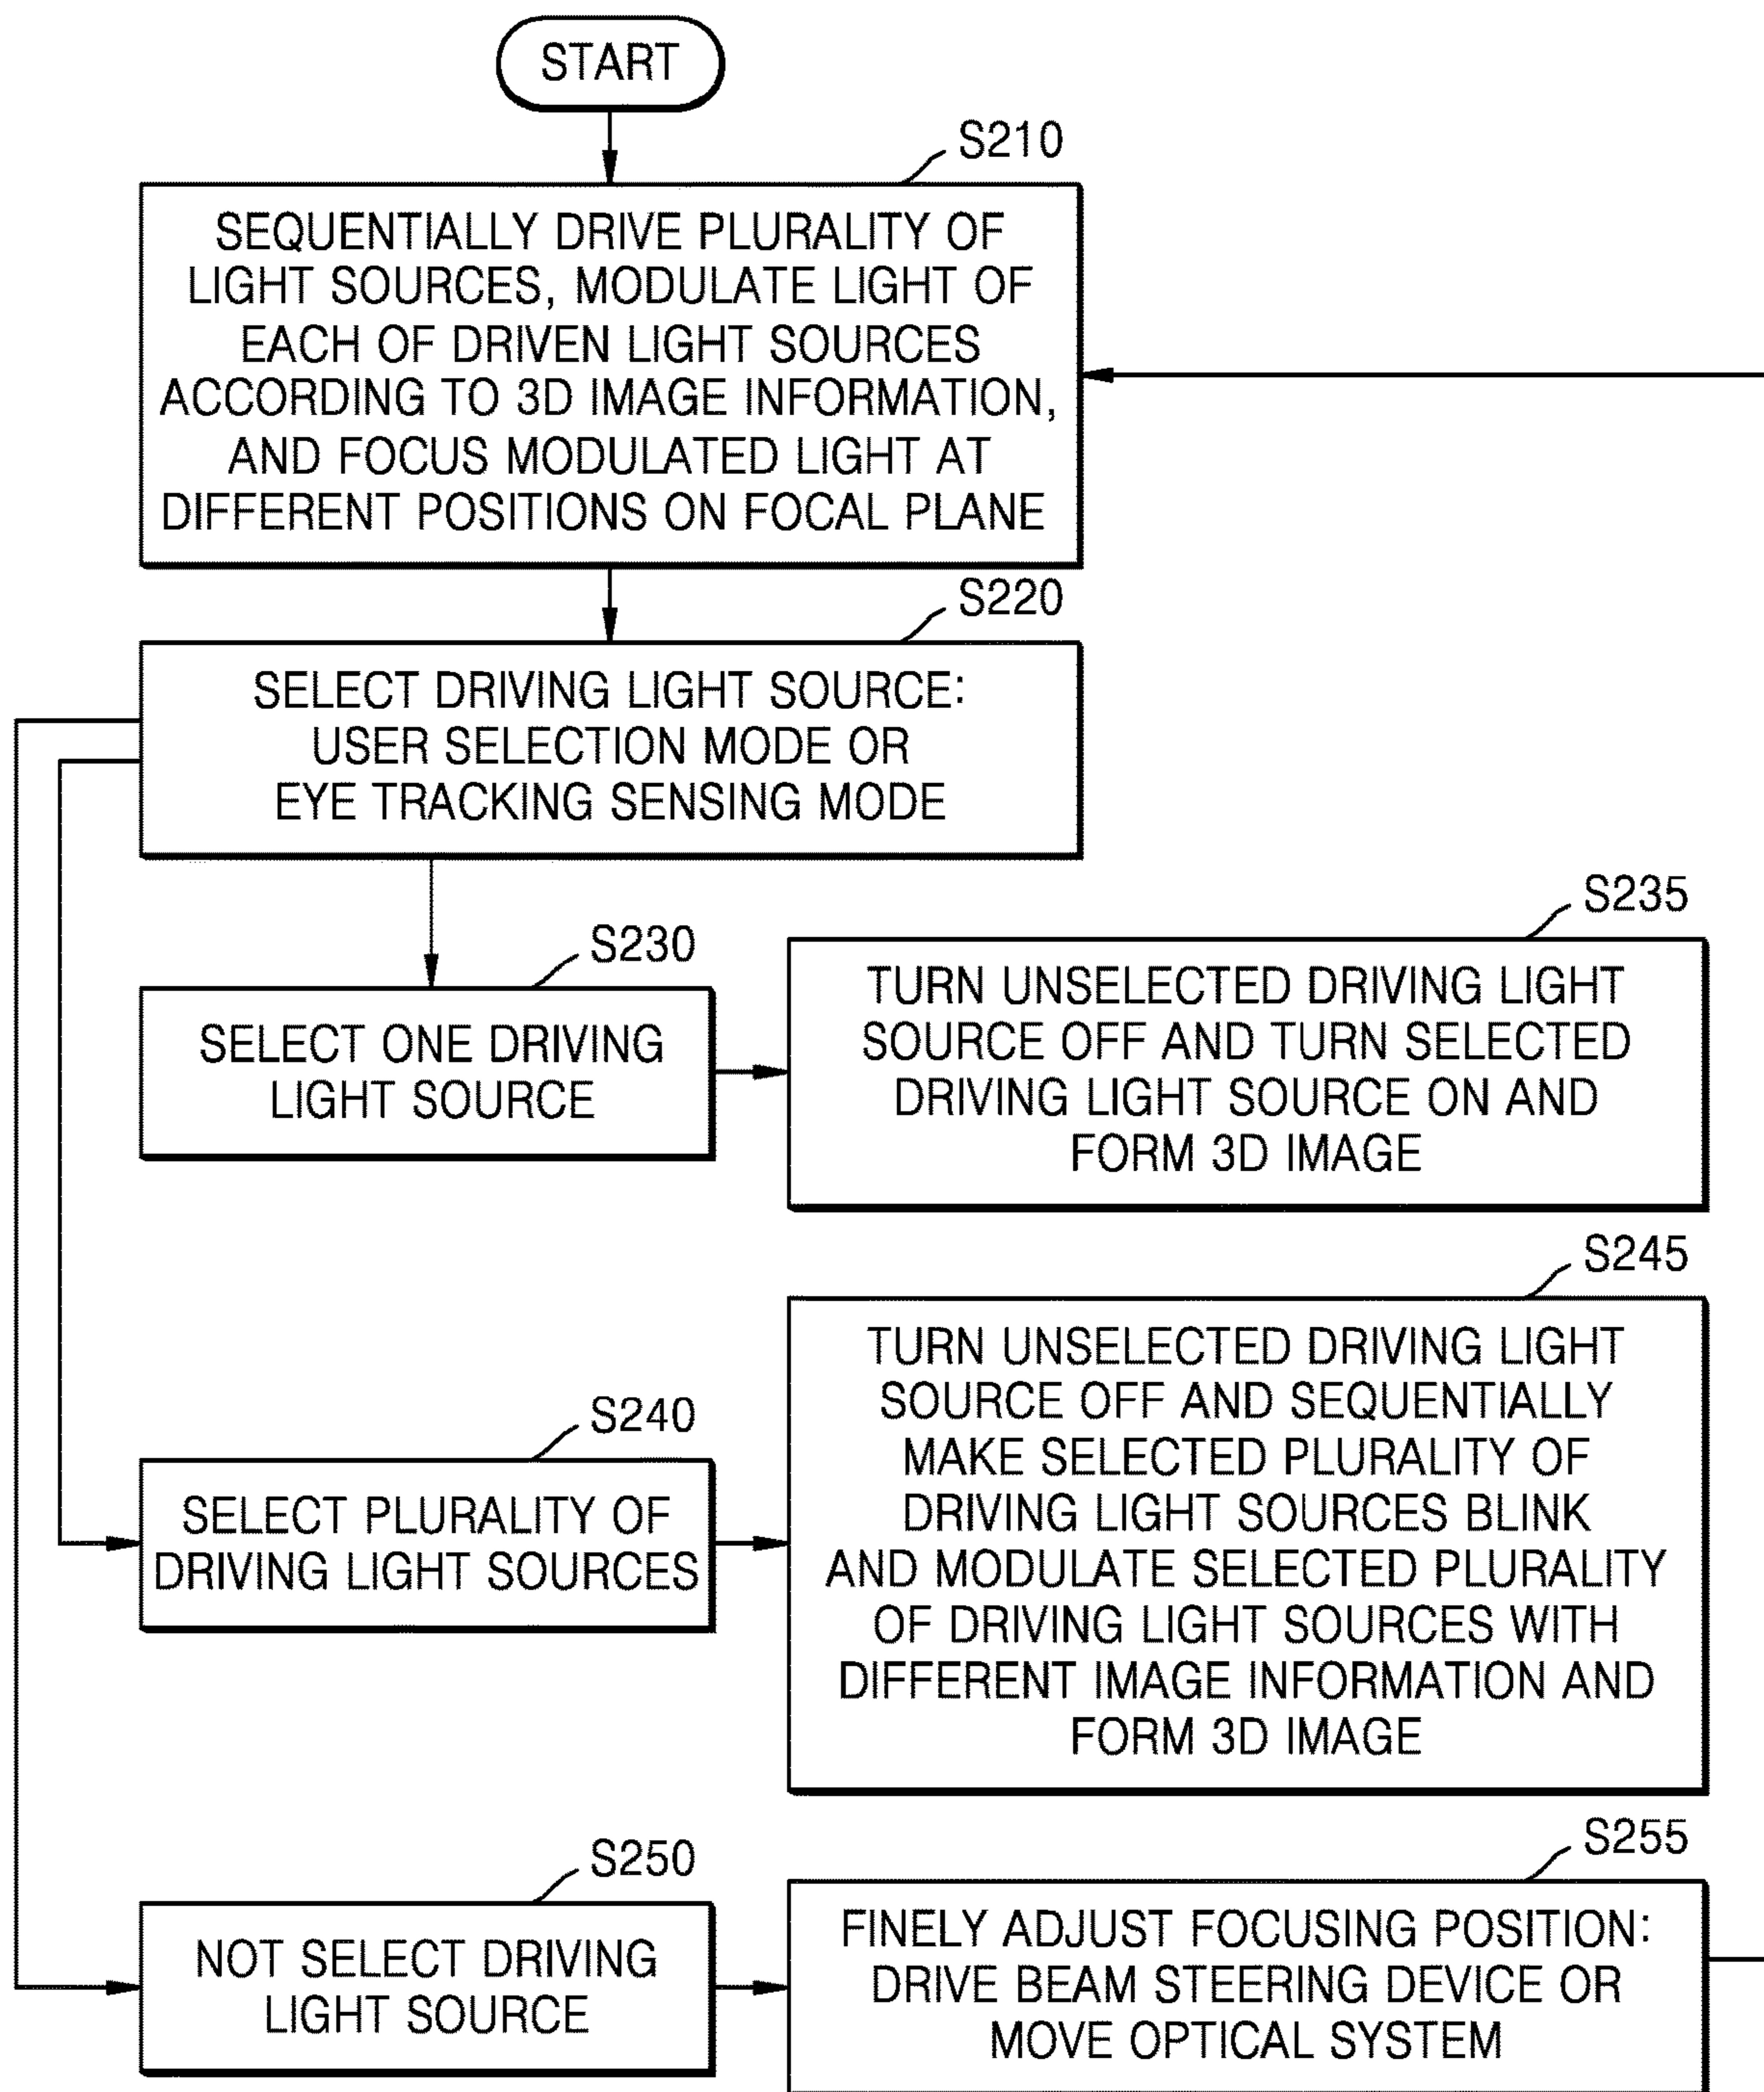 START
S210
SEQUENTIALLY DRIVE PLURALITY OF
LIGHT SOURCES, MODULATE LIGHT OF
EACH OF DRIVEN LIGHT SOURCES
ACCORDING TO 3D IMAGE INFORMATION,
AND FOCUS MODULATED LIGHT AT
DIFFERENT POSITIONS ON FOCAL PLANE
S220
SELECT DRIVING LIGHT SOURCE:
USER SELECTION MODE OR
EYE TRACKING SENSING MODE
S230
SELECT ONE DRIVING
LIGHT SOURCE
S235
TURN UNSELECTED DRIVING LIGHT
SOURCE OFF AND TURN SELECTED
DRIVING LIGHT SOURCE ON AND
FORM 3D IMAGE
S240
SELECT PLURALITY OF
DRIVING LIGHT SOURCES
S245
TURN UNSELECTED DRIVING LIGHT
SOURCE OFF AND SEQUENTIALLY
MAKE SELECTED PLURALITY OF
DRIVING LIGHT SOURCES BLINK
AND MODULATE SELECTED PLURALITY
OF DRIVING LIGHT SOURCES WITH
DIFFERENT IMAGE INFORMATION AND
FORM 3D IMAGE
S250
NOT SELECT DRIVING
LIGHT SOURCE
S255
FINELY ADJUST FOCUSING POSITION:
DRIVE BEAM STEERING DEVICE OR
MOVE OPTICAL SYSTEM